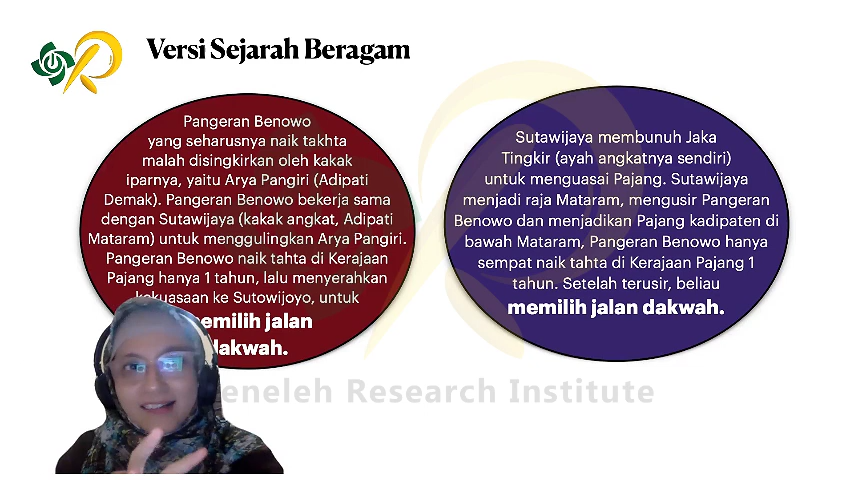 Versi Sejarah Beragam
Pangeran Benowo
yang seharusnya naik takhta
malah disingkirkan oleh kakak
iparnya, yaitu Arya Pangiri (Adipati
Demak). Pangeran Benowo bekerja sama
dengan Sutawijaya (kakak angkat, Adipati
Mataram) untuk menggulingkan Arya Pangiri.
Pangeran Benowo naik tahta di Kerajaan
Pajang hanya 1 tahun, lalu menyerahkan
kekuasaan ke Sutowijoyo, untuk
memilih jalan
dakwah.
Sutawijaya membunuh Jaka
Tingkir (ayah angkatnya sendiri)
untuk menguasai Pajang. Sutawijaya
menjadi raja Mataram, mengusir Pangeran
Benowo dan menjadikan Pajang kadipaten di
bawah Mataram, Pangeran Benowo hanya
sempat naik tahta di Kerajaan Pajang 1
tahun. Setelah terusir, beliau
memilih jalan dakwah.
Research Institute